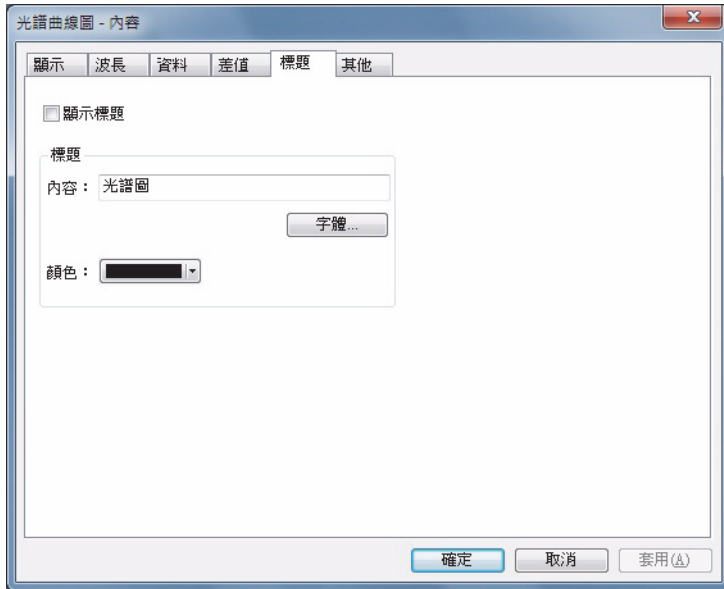 光譜曲線圖 - 內容
顯示 波長 資料 差值 標題 其他
顯示標題
標題
內容： 光譜圖
字體...
顏色：
確定 取消 套用(A)